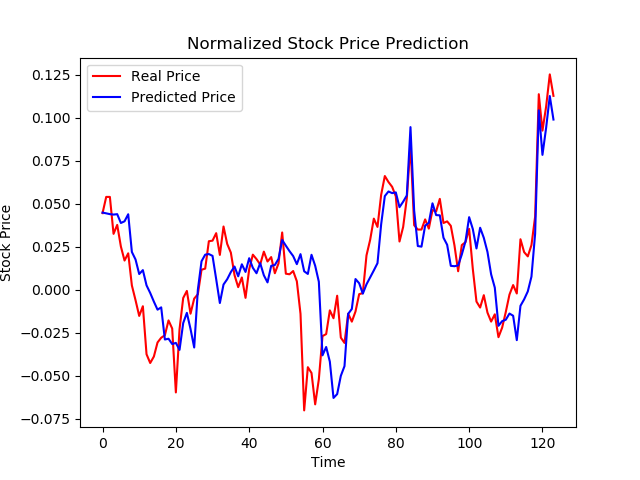 Normalized Stock Price Prediction
Real Price
Predicted Price
0.125
0.100
0.075
0.050
0.025
0.000
−0.025
−0.050
−0.075
Stock Price
0 20 40 60 80 100 120
Time